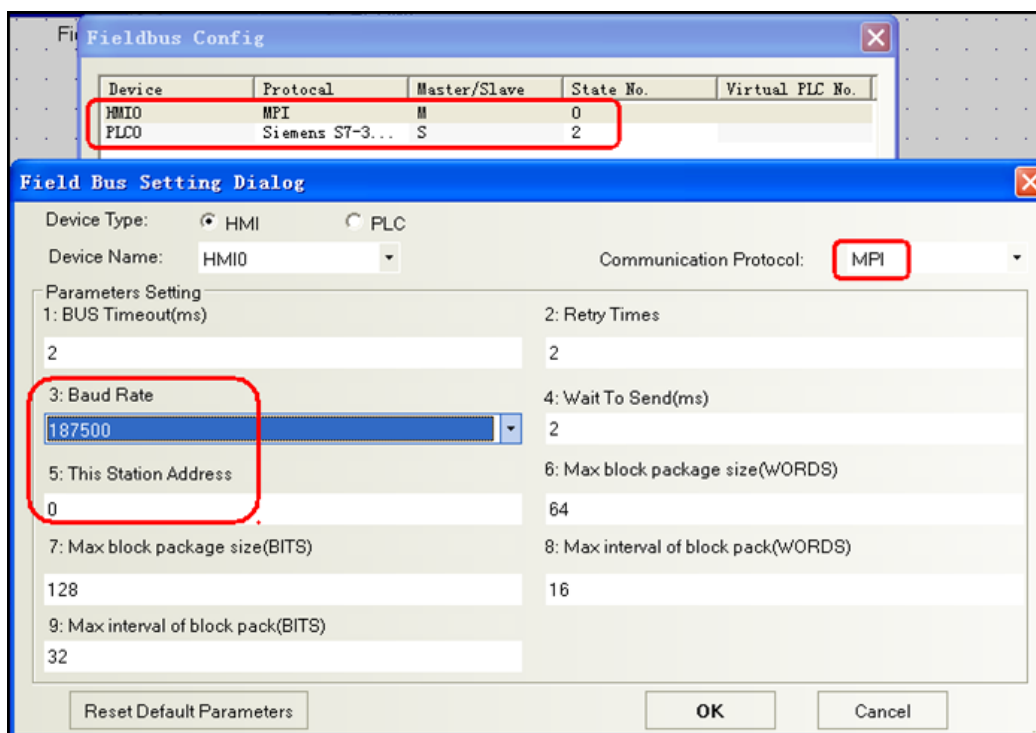 Fi
Fieldbus Config
Device Protocal Master/Slave State No. Virtual PLC No.
HMI0 MPI M 0
PLC0 Siemens S7-3... S 2
Field Bus Setting Dialog
Device Type: HMI PLC
Device Name: HMI0 Communication Protocol: MPI
Parameters Setting
1: BUS Timeout(ms) 2: Retry Times
2 2
3: Baud Rate 4: Wait To Send(ms)
187500 2
5: This Station Address 6: Max block package size(WORDS)
0 64
7: Max block package size(BITS) 8: Max interval of block pack(WORDS)
128 16
9: Max interval of block pack(BITS)
32
Reset Default Parameters OK Cancel